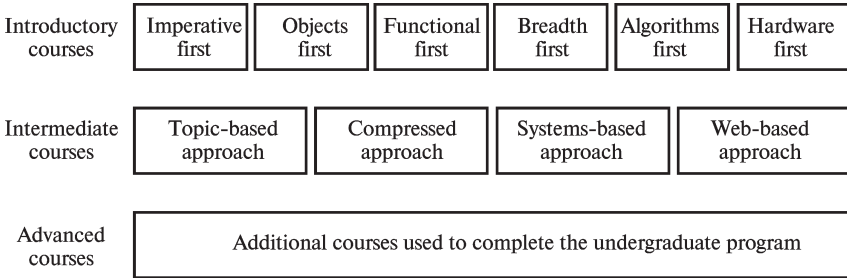 Introductory
courses
Imperative
first
Objects
first
Functional
first
Breadth
first
Algorithms
first
Hardware
first
Intermediate
courses
Topic-based
approach
Compressed
approach
Systems-based
approach
Web-based
approach
Advanced
courses
Additional courses used to complete the undergraduate program